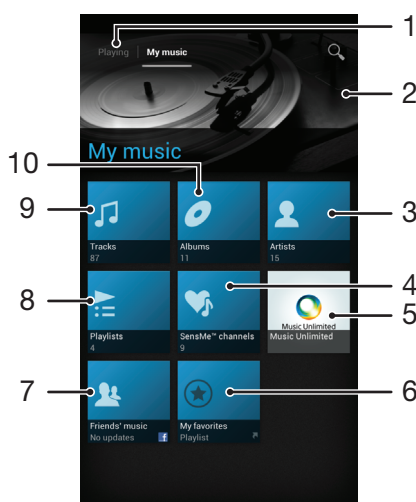 1
Playing | My music
2
My music
10
9
Tracks
87
Albums
11
Artists
15
3
8
Playlists
4
SensMe™ channels
9
Music Unlimited
Music Unlimited
4
5
7
Friends' music
No updates
f
My favorites
Playlist
6